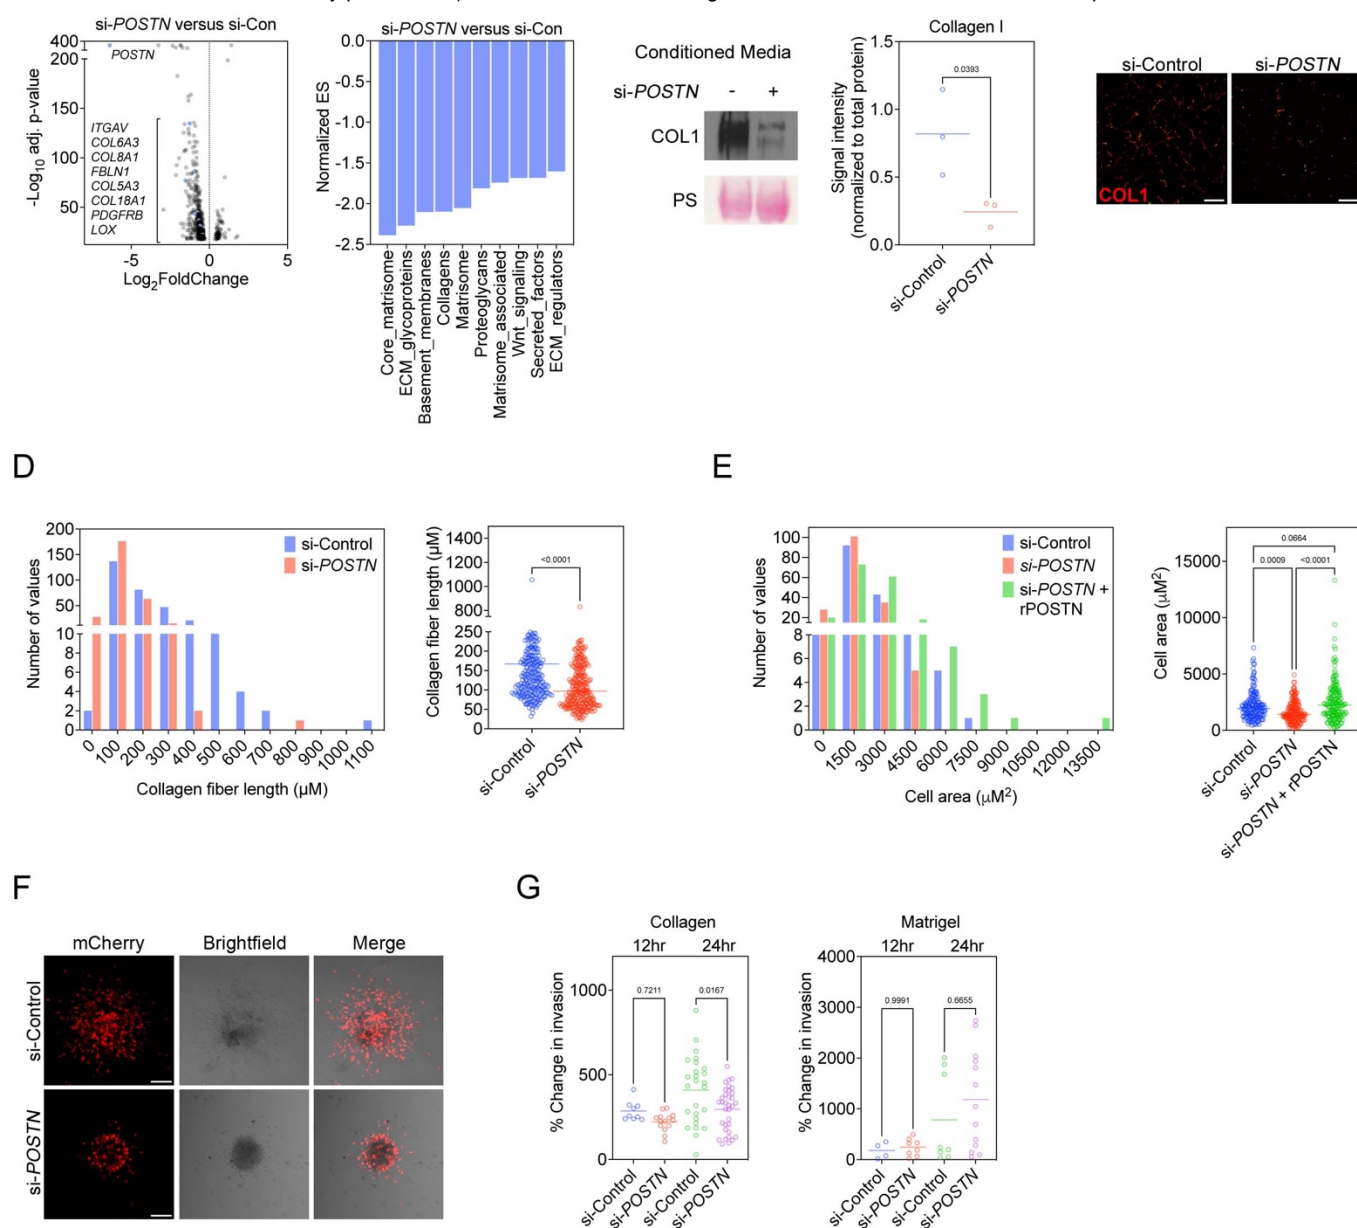 si-POSTN versus si-Con
400
200
150
100
50
-Log10 adj. p-value
POSTN
ITGAV
COL6A3
COL8A1
FBLN1
COL5A3
COL18A1
PDGFRB
LOX
-5
0
5
Log2FoldChange
si-POSTN versus si-Con
0.0
-0.5
-1.0
-1.5
-2.0
-2.5
Normalized ES
Core_matrisome
ECM_glycoproteins
Basement_membranes
Collagens
Matrisome
Proteoglycans
Matrisome_associated
Wnt_signaling
Secreted_factors
ECM_regulators
Conditioned Media
si-POSTN - +
COL1
PS
Collagen I
1.5
1.0
0.5
0.0
Signal intensity
(normalized to total protein)
0.0393
si-Control
si-POSTN
si-Control
si-POSTN
COL1
D
200
150
100
50
10
8
6
4
2
0
Number of values
si-Control
si-POSTN
0
100
200
300
400
500
600
700
800
900
1000
1100
Collagen fiber length (µM)
1400
1200
1000
800
600
250
200
150
100
50
0
Collagen fiber length (µM)
<0.0001
si-Control
si-POSTN
E
100
80
60
40
20
8
6
4
2
0
Number of values
si-Control
si-POSTN
si-POSTN +
rPOSTN
0
1500
3000
4500
6000
7500
9000
10500
12000
13500
Cell area (µM2)
15000
10000
5000
0
Cell area (µM2)
0.0664
0.0009
<0.0001
si-Control
si-POSTN
si-POSTN + rPOSTN
F
mCherry
Brightfield
Merge
si-Control
si-POSTN
G
Collagen
12hr
24hr
1000
500
0
% Change in invasion
0.7211
0.0167
si-Control
si-POSTN
si-Control
si-POSTN
Matrigel
12hr
24hr
4000
3000
2000
1000
0
% Change in invasion
0.9991
0.6655
si-Control
si-POSTN
si-Control
si-POSTN